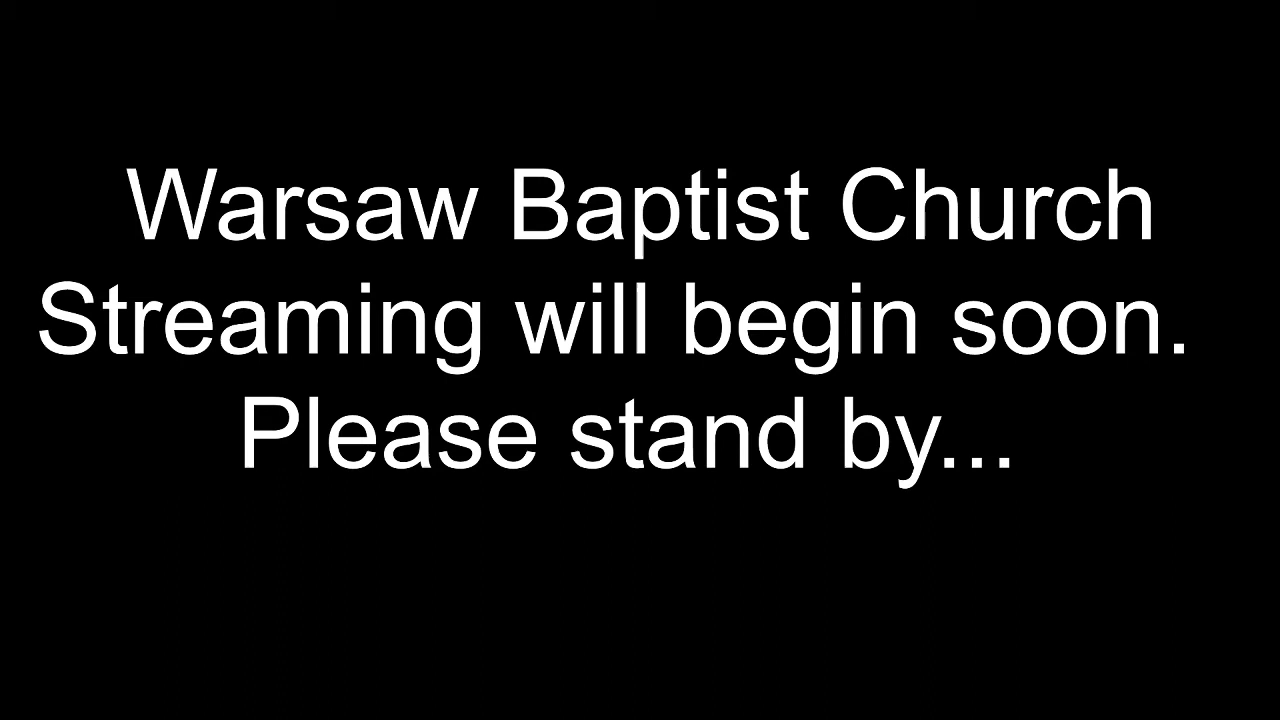 Warsaw Baptist Church
Streaming will begin soon.
Please stand by...